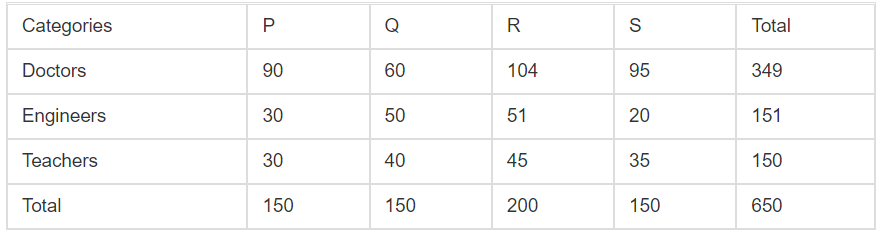 Categories P Q R S Total
Doctors 90 60 104 95 349
Engineers 30 50 51 20 151
Teachers 30 40 45 35 150
Total 150 150 200 150 650